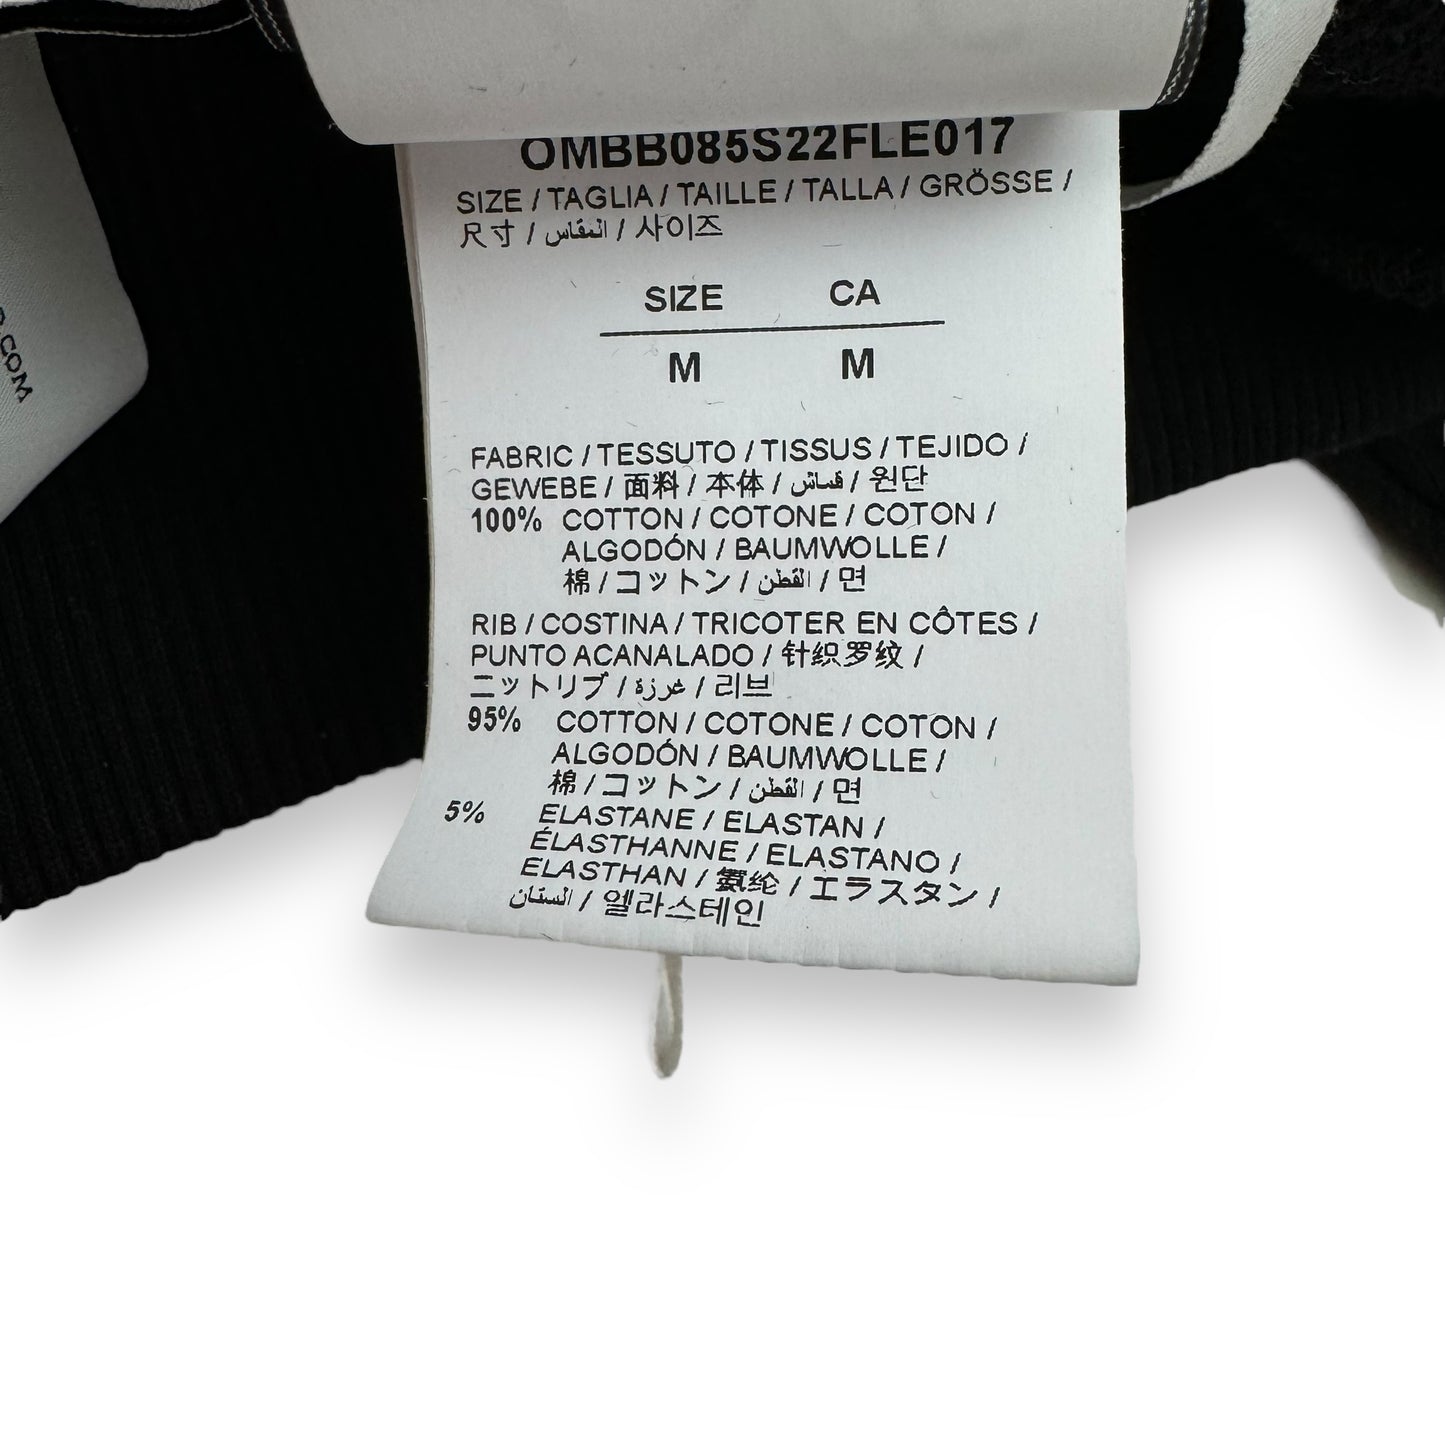 .COM
OMBB085S22FLE017
SIZE / TAGLIA / TAILLE / TALLA / GRÖSSE /
尺寸 / المقاس / 사이즈
SIZE CA
M M
FABRIC / TESSUTO / TISSUS / TEJIDO /
GEWEBE / 面料 / 本体 / قماش / 원단
100% COTTON / COTONE / COTON /
ALGODÓN / BAUMWOLLE /
棉 / コットン / القطن / 면
RIB / COSTINA / TRICOTER EN CÔTES /
PUNTO ACANALADO / 针织罗纹 /
ニットリブ / غرزة / 리브
95% COTTON / COTONE / COTON /
ALGODÓN / BAUMWOLLE /
棉 / コットン / القطن / 면
5% ELASTANE / ELASTAN /
ÉLASTHANNE / ELASTANO /
ELASTHAN / 氨纶 / エラスタン /
الستان / 엘라스테인